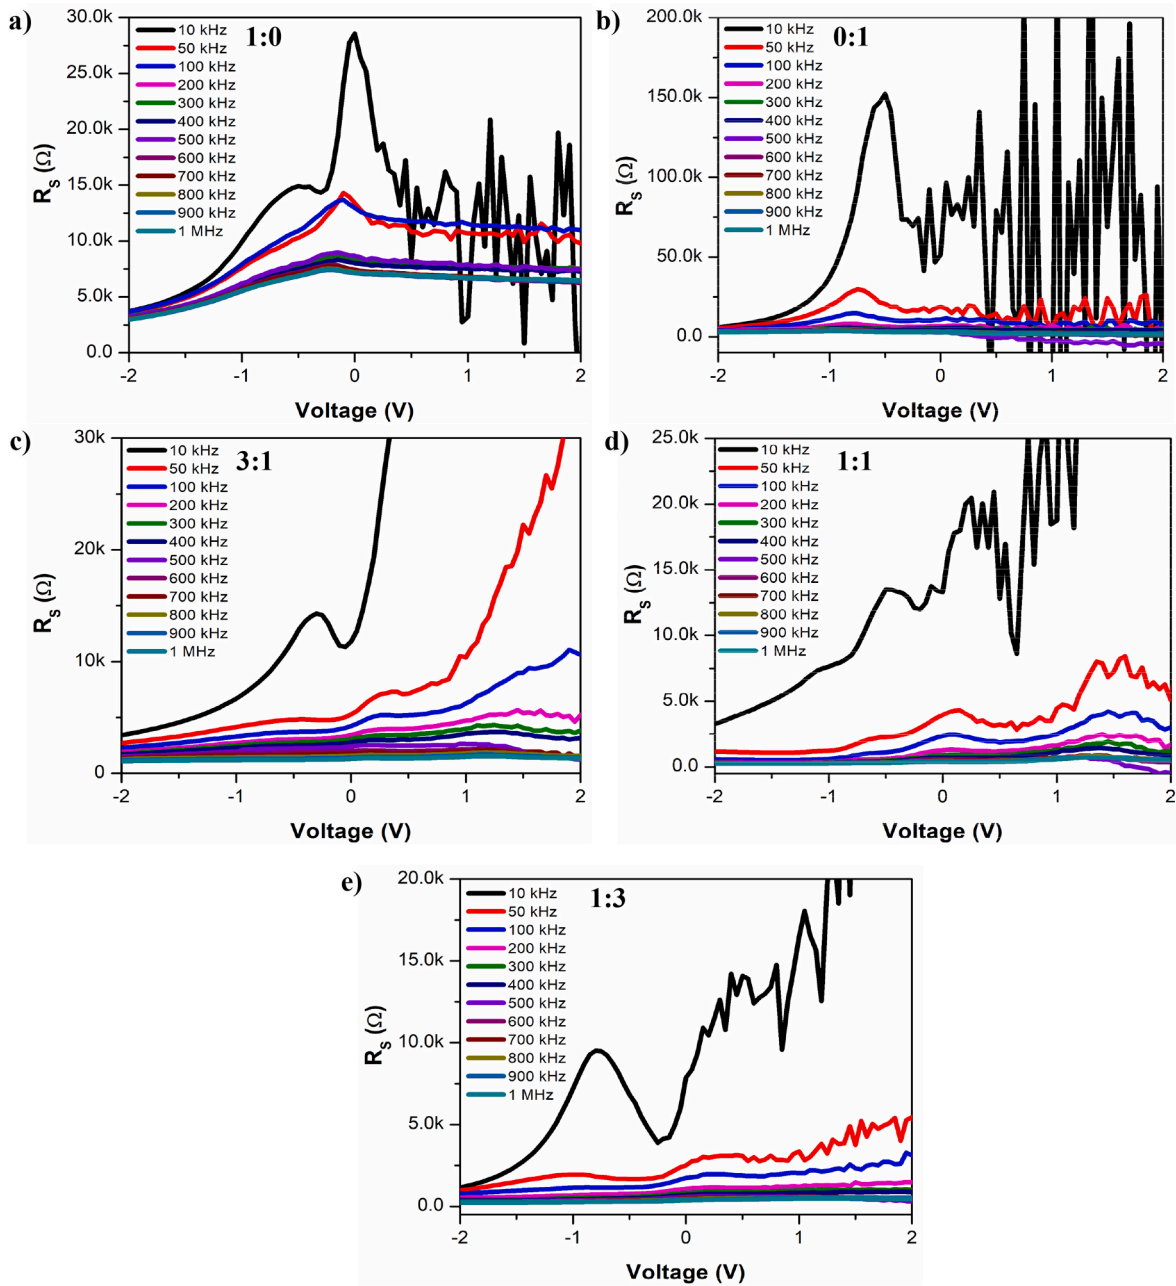 a)
1:0
30.0k
25.0k
20.0k
15.0k
10.0k
5.0k
0.0
Rs (Ω)
10 kHz
50 kHz
100 kHz
200 kHz
300 kHz
400 kHz
500 kHz
600 kHz
700 kHz
800 kHz
900 kHz
1 MHz
-2 -1 0 1 2
Voltage (V)
b)
0:1
200.0k
150.0k
100.0k
50.0k
0.0
Rs (Ω)
10 kHz
50 kHz
100 kHz
200 kHz
300 kHz
400 kHz
500 kHz
600 kHz
700 kHz
800 kHz
900 kHz
1 MHz
-2 -1 0 1 2
Voltage (V)
c)
3:1
30k
20k
10k
0
Rs (Ω)
10 kHz
50 kHz
100 kHz
200 kHz
300 kHz
400 kHz
500 kHz
600 kHz
700 kHz
800 kHz
900 kHz
1 MHz
-2 -1 0 1 2
Voltage (V)
d)
1:1
25.0k
20.0k
15.0k
10.0k
5.0k
0.0
Rs (Ω)
10 kHz
50 kHz
100 kHz
200 kHz
300 kHz
400 kHz
500 kHz
600 kHz
700 kHz
800 kHz
900 kHz
1 MHz
-2 -1 0 1 2
Voltage (V)
e)
1:3
20.0k
15.0k
10.0k
5.0k
0.0
Rs (Ω)
10 kHz
50 kHz
100 kHz
200 kHz
300 kHz
400 kHz
500 kHz
600 kHz
700 kHz
800 kHz
900 kHz
1 MHz
-2 -1 0 1 2
Voltage (V)